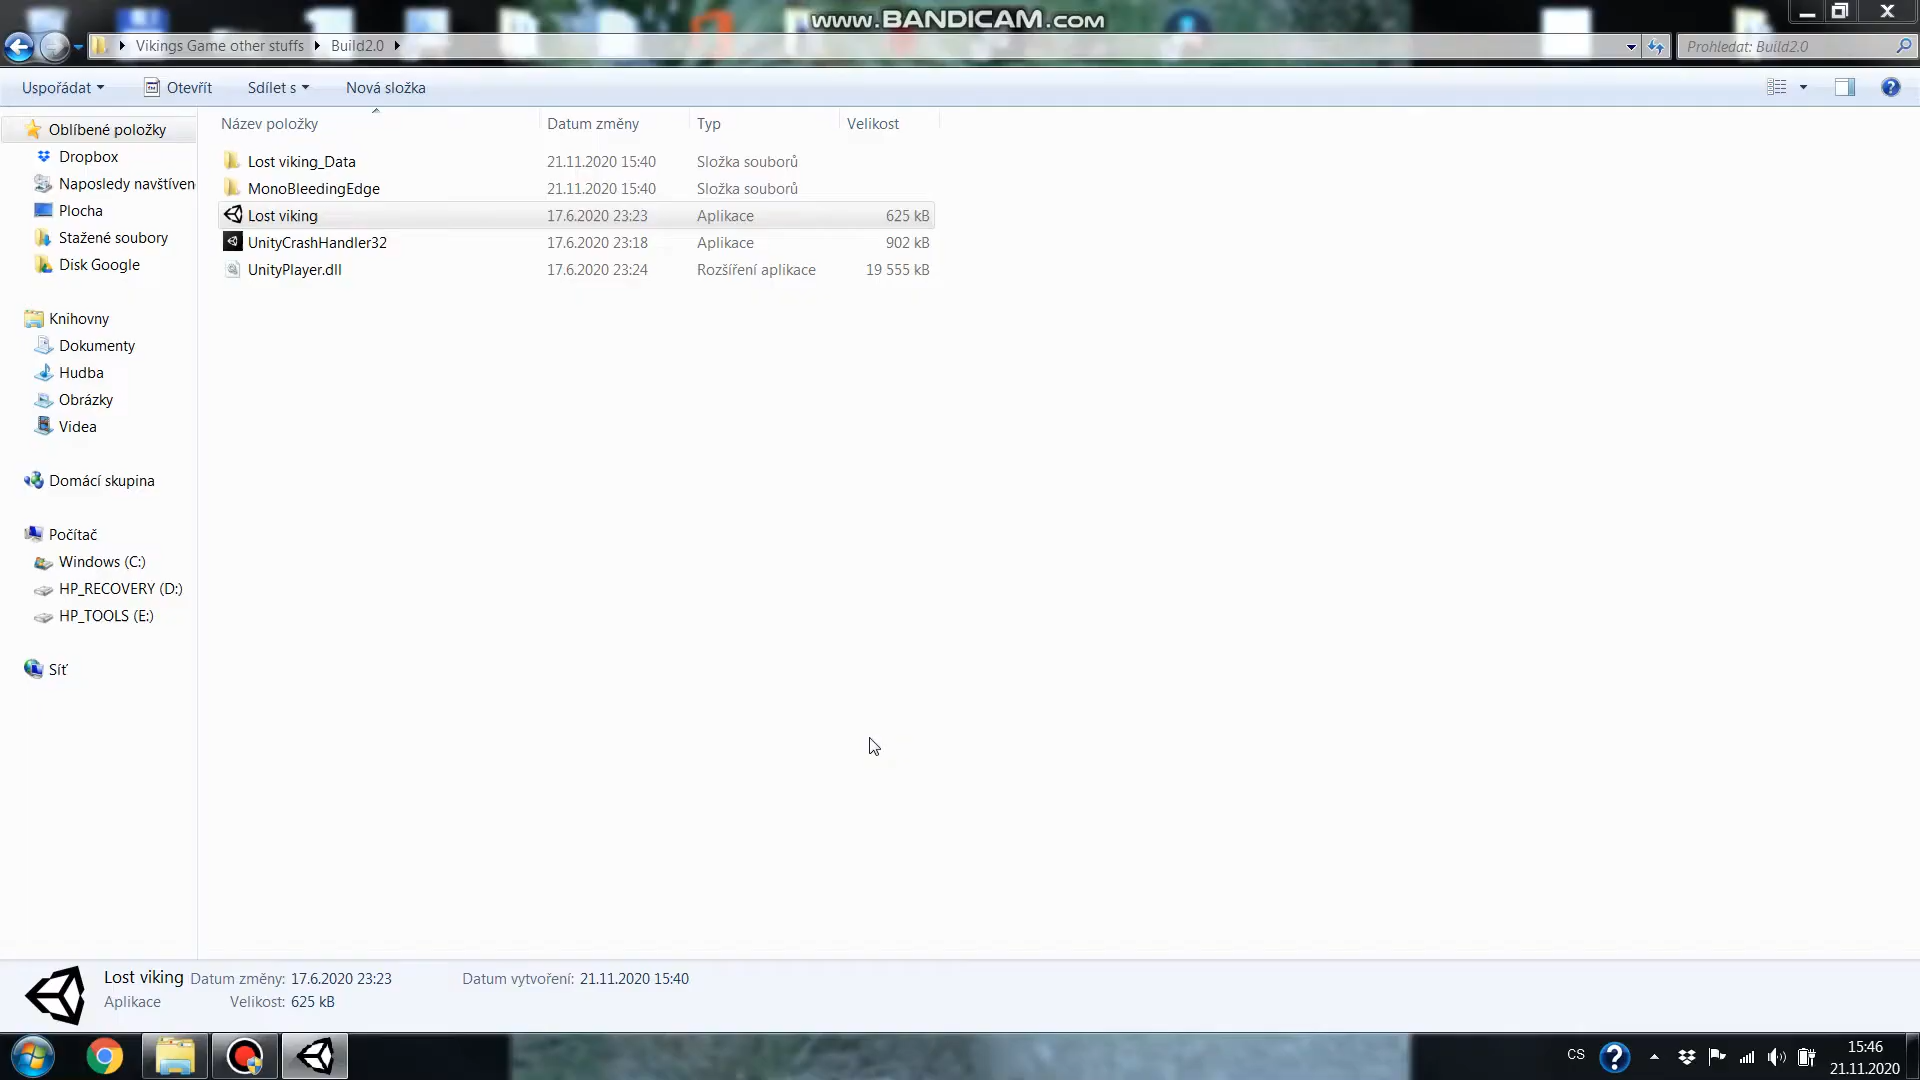 www.BANDICAM.com
Vikings Game other stuffs Build2.0
Prohledat: Build2.0
Uspořádat Otevřít Sdílet s Nová složka
Název položky Datum změny Typ Velikost
Lost viking_Data 21.11.2020 15:40 Složka souborů
MonoBleedingEdge 21.11.2020 15:40 Složka souborů
Lost viking 17.6.2020 23:23 Aplikace 625 kB
UnityCrashHandler32 17.6.2020 23:18 Aplikace 902 kB
UnityPlayer.dll 17.6.2020 23:24 Rozšíření aplikace 19 555 kB
Oblíbené položky
Dropbox
Naposledy navštíven
Plocha
Stažené soubory
Disk Google
Knihovny
Dokumenty
Hudba
Obrázky
Videa
Domácí skupina
Počítač
Windows (C:)
HP_RECOVERY (D:)
HP_TOOLS (E:)
Síť
Lost viking Datum změny: 17.6.2020 23:23 Datum vytvoření: 21.11.2020 15:40
Aplikace Velikost: 625 kB
CS
15:46
21.11.2020